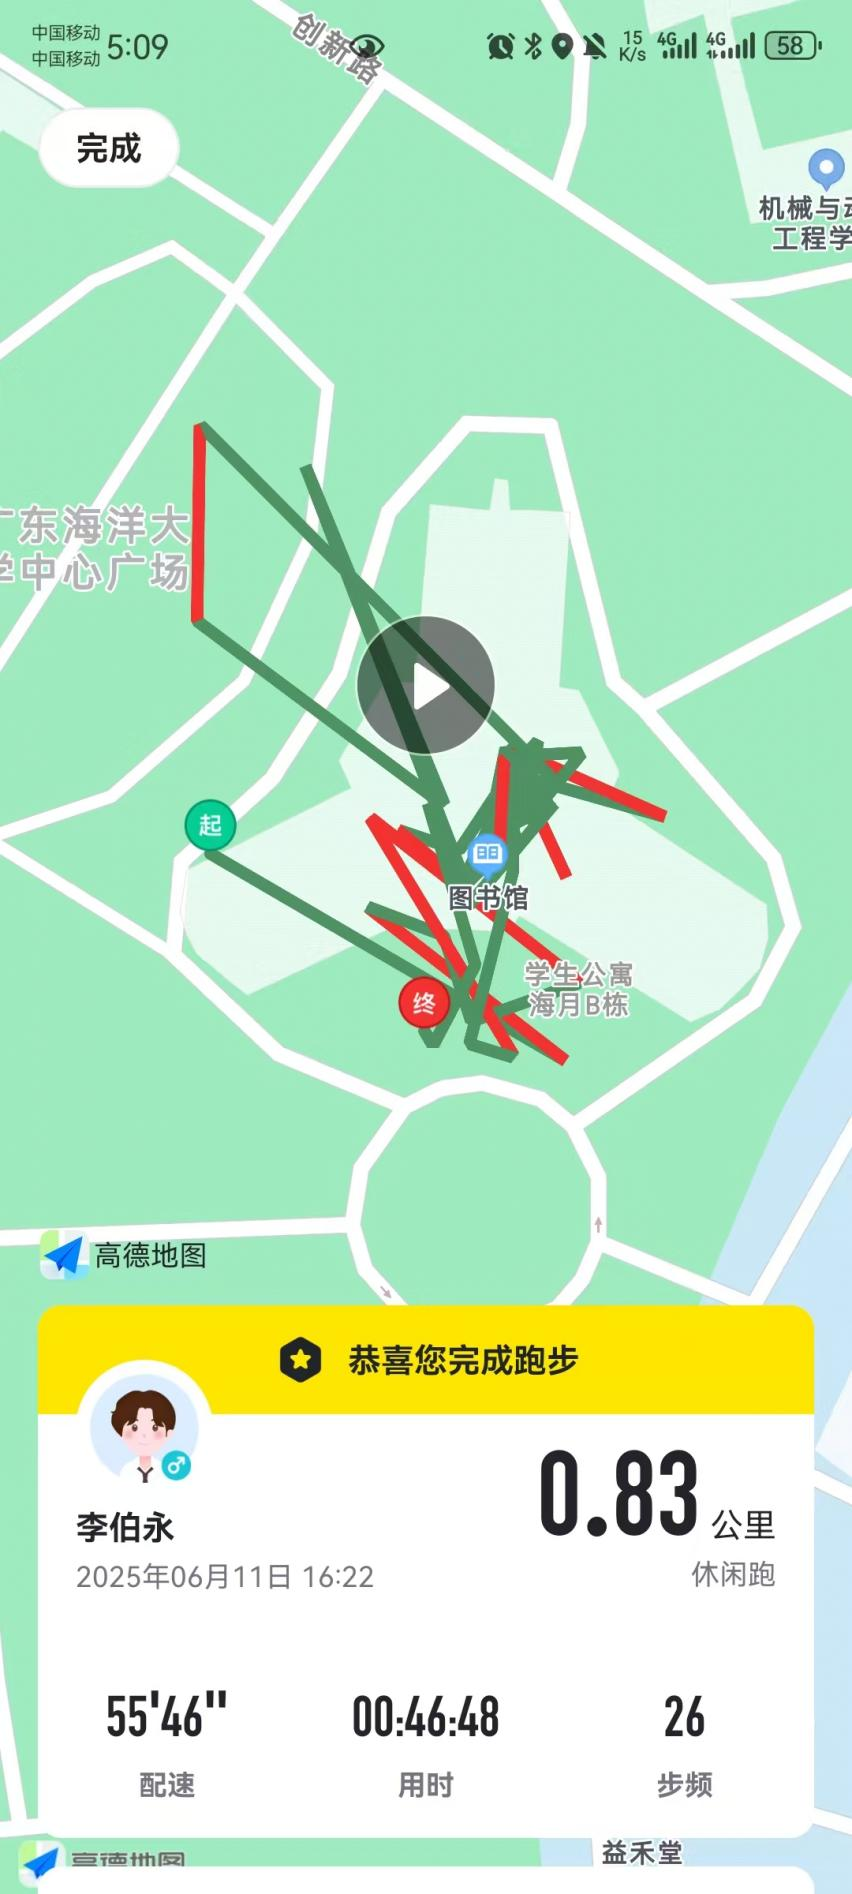 中国移动
中国移动 5:09
15
K/s
4G
4G
58
创新路
完成
机械与
工程学
广东海洋大
学中心广场
起
图书馆
学生公寓
海月B栋
终
高德地图
恭喜您完成跑步
0.83 公里
李伯永
2025年06月11日 16:22
休闲跑
55'46"
00:46:48
26
配速
用时
步频
高德地图
益禾堂